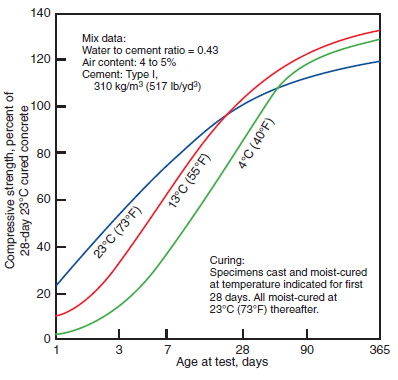 Compressive strength, percent of
28-day 23°C cured concrete
140
120
100
80
60
40
20
0
Mix data:
Water to cement ratio = 0.43
Air content: 4 to 5%
Cement: Type I,
310 kg/m³ (517 lb/yd³)
23°C (73°F)
13°C (55°F)
4°C (40°F)
Curing:
Specimens cast and moist-cured
at temperature indicated for first
28 days. All moist-cured at
23°C (73°F) thereafter.
1 3 7 28 90 365
Age at test, days